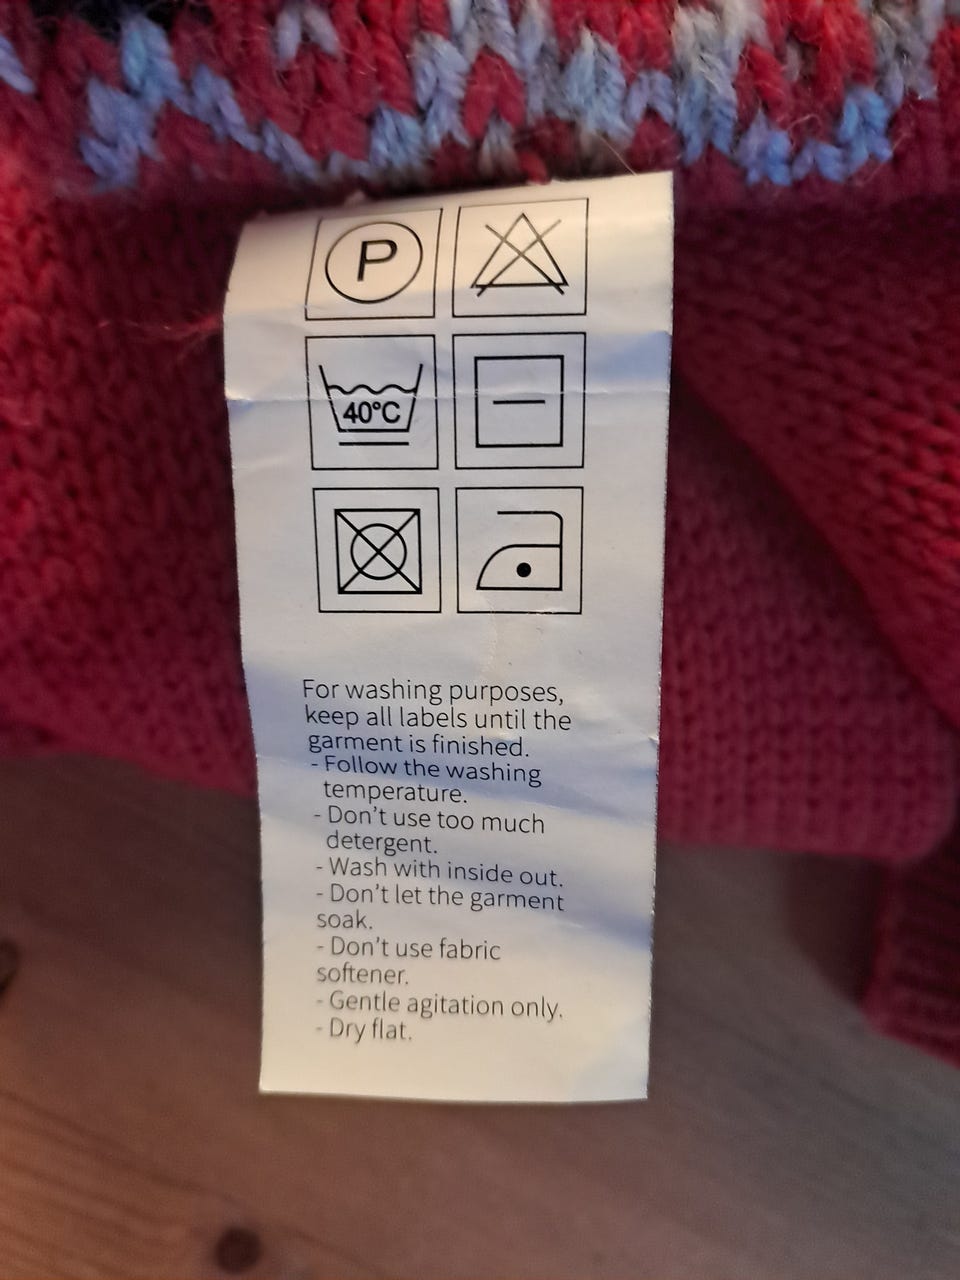 P
40°C
For washing purposes,
keep all labels until the
garment is finished.
- Follow the washing
temperature.
- Don't use too much
detergent.
- Wash with inside out.
- Don't let the garment
soak.
- Don't use fabric
softener.
- Gentle agitation only.
- Dry flat.